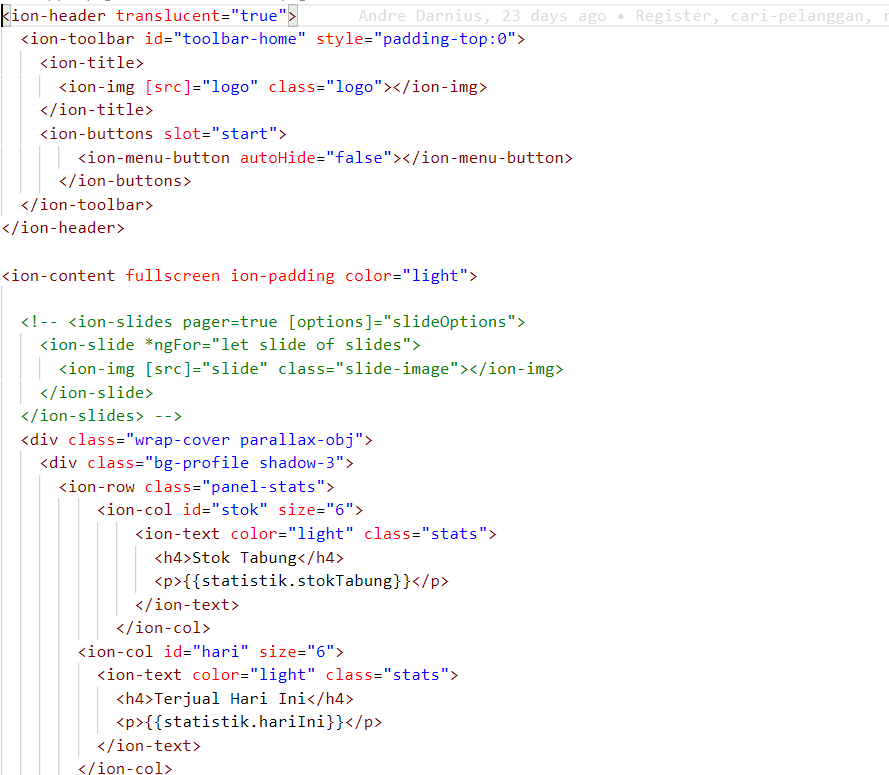 <ion-header translucent="true"> Andre Darnius, 23 days ago • Register, cari-pelanggan,
<ion-toolbar id="toolbar-home" style="padding-top:0">
<ion-title>
<ion-img [src]="logo" class="logo"></ion-img>
</ion-title>
<ion-buttons slot="start">
<ion-menu-button autoHide="false"></ion-menu-button>
</ion-buttons>
</ion-toolbar>
</ion-header>
<ion-content fullscreen ion-padding color="light">
<!-- <ion-slides pager=true [options]="slideOptions">
<ion-slide *ngFor="let slide of slides">
<ion-img [src]="slide" class="slide-image"></ion-img>
</ion-slide>
</ion-slides> -->
<div class="wrap-cover parallax-obj">
<div class="bg-profile shadow-3">
<ion-row class="panel-stats">
<ion-col id="stok" size="6">
<ion-text color="light" class="stats">
<h4>Stok Tabung</h4>
<p>{{statistik.stokTabung}}</p>
</ion-text>
</ion-col>
<ion-col id="hari" size="6">
<ion-text color="light" class="stats">
<h4>Terjual Hari Ini</h4>
<p>{{statistik.hariIni}}</p>
</ion-text>
</ion-col>